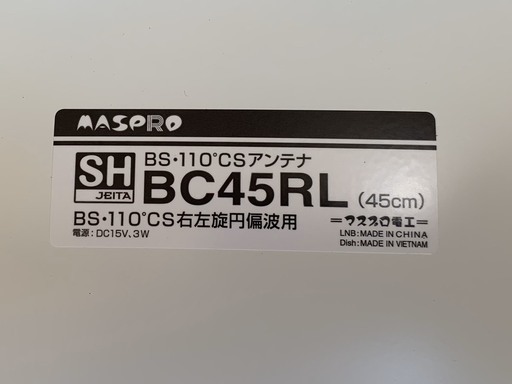 MASPRO
SH
JEITA
BS・110°CSアンテナ
BC45RL (45cm)
BS・110°CS右左旋円偏波用
電源：DC15V、3W
＝マスプロ電工＝
LNB:MADE IN CHINA
Dish:MADE IN VIETNAM